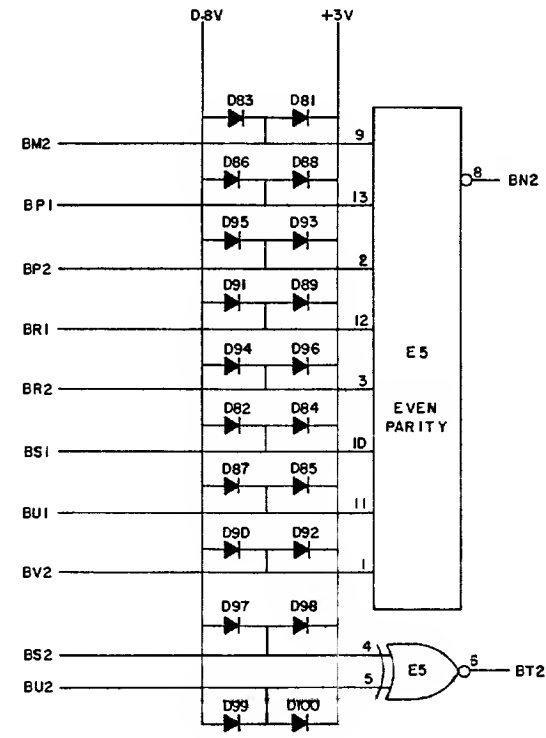 D.8V +3V
D83 D81
BM2 9
D86 D88 8 BN2
BP1 13
D95 D93
BP2 2
D91 D89
BR1 12
E5
D94 D96
BR2 3
EVEN
PARITY
D82 D84
BS1 10
D87 D85
BU1 11
D90 D92
BV2 1
D97 D98
BS2 4
E5 6 BT2
BU2 5
D99 D100